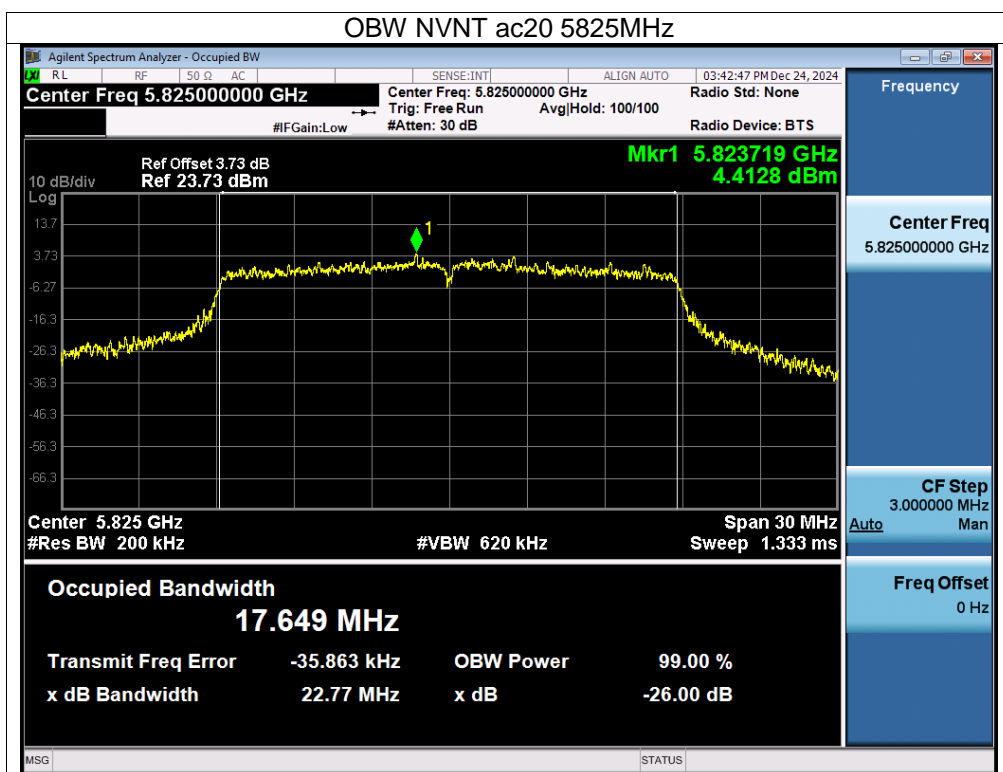 OBW NVNT ac20 5825MHz
Agilent Spectrum Analyzer - Occupied BW
LXI RL RF 50 Ω AC SENSE:INT ALIGN AUTO 03:42:47 PM Dec 24, 2024
Center Freq 5.825000000 GHz
Center Freq: 5.825000000 GHz
Radio Std: None
Trig: Free Run Avg|Hold: 100/100
#IFGain:Low #Atten: 30 dB Radio Device: BTS
Ref Offset 3.73 dB
Mkr1 5.823719 GHz
10 dB/div Ref 23.73 dBm 4.4128 dBm
Log
1
13.7
3.73
-6.27
-16.3
-26.3
-36.3
-46.3
-56.3
-66.3
Center 5.825 GHz Span 30 MHz
#Res BW 200 kHz #VBW 620 kHz Sweep 1.333 ms
Occupied Bandwidth
17.649 MHz
Transmit Freq Error -35.863 kHz OBW Power 99.00 %
x dB Bandwidth 22.77 MHz x dB -26.00 dB
Frequency
Center Freq
5.825000000 GHz
CF Step
3.000000 MHz
Auto Man
Freq Offset
0 Hz
MSG STATUS